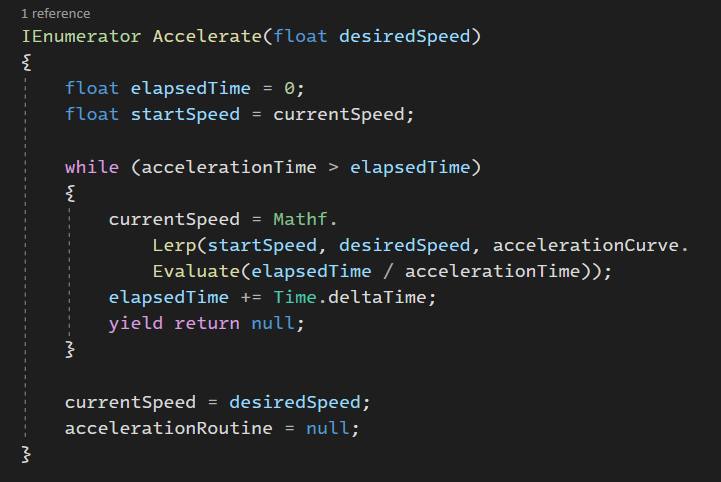 1 reference
IEnumerator Accelerate(float desiredSpeed)
{
float elapsedTime = 0;
float startSpeed = currentSpeed;
while (accelerationTime > elapsedTime)
{
currentSpeed = Mathf.
Lerp(startSpeed, desiredSpeed, accelerationCurve.
Evaluate(elapsedTime / accelerationTime));
elapsedTime += Time.deltaTime;
yield return null;
}
currentSpeed = desiredSpeed;
accelerationRoutine = null;
}